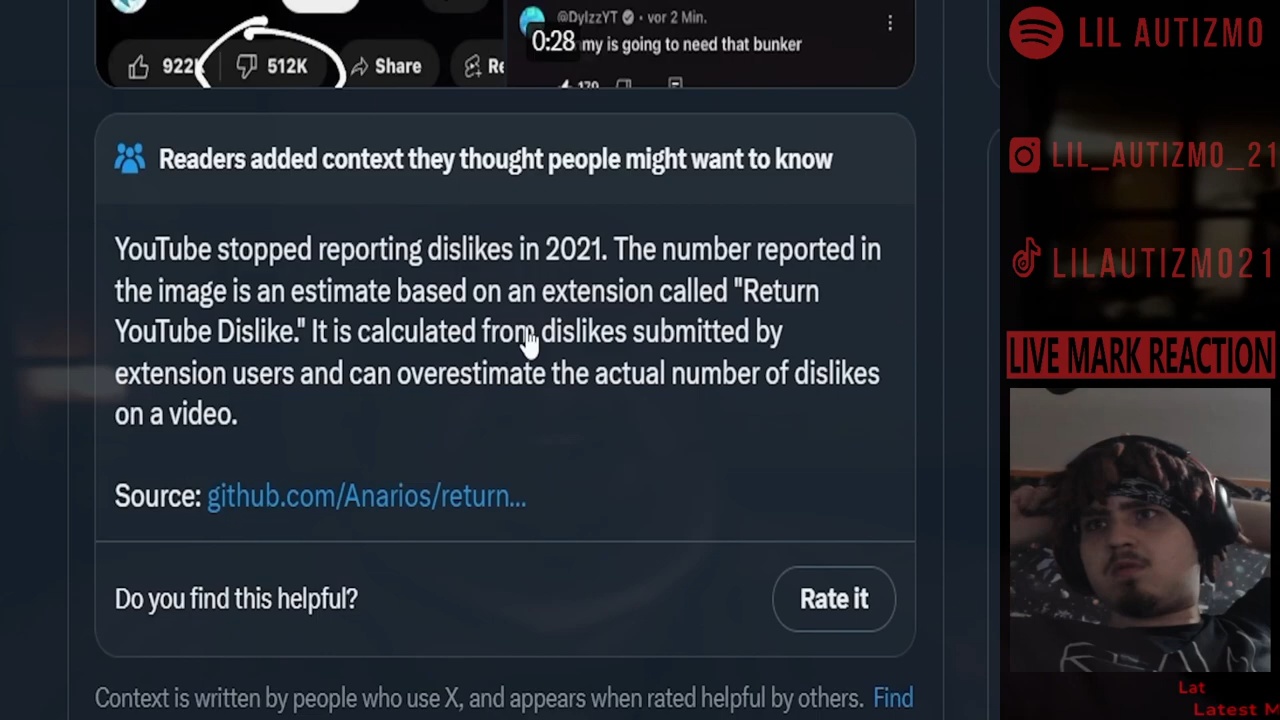 @DylzzYT • vor 2 Min.
0:28
my is going to need that bunker
922
512K
Share
Re
179
Readers added context they thought people might want to know
YouTube stopped reporting dislikes in 2021. The number reported in
the image is an estimate based on an extension called "Return
YouTube Dislike." It is calculated from dislikes submitted by
extension users and can overestimate the actual number of dislikes
on a video.
Source: github.com/Anarios/return...
Do you find this helpful?
Rate it
Context is written by people who use X, and appears when rated helpful by others. Find
LIL AUTIZMO
LIL_AUTIZMO_21
LILAUTIZMO21
LIVE MARK REACTION
Lat
Latest M